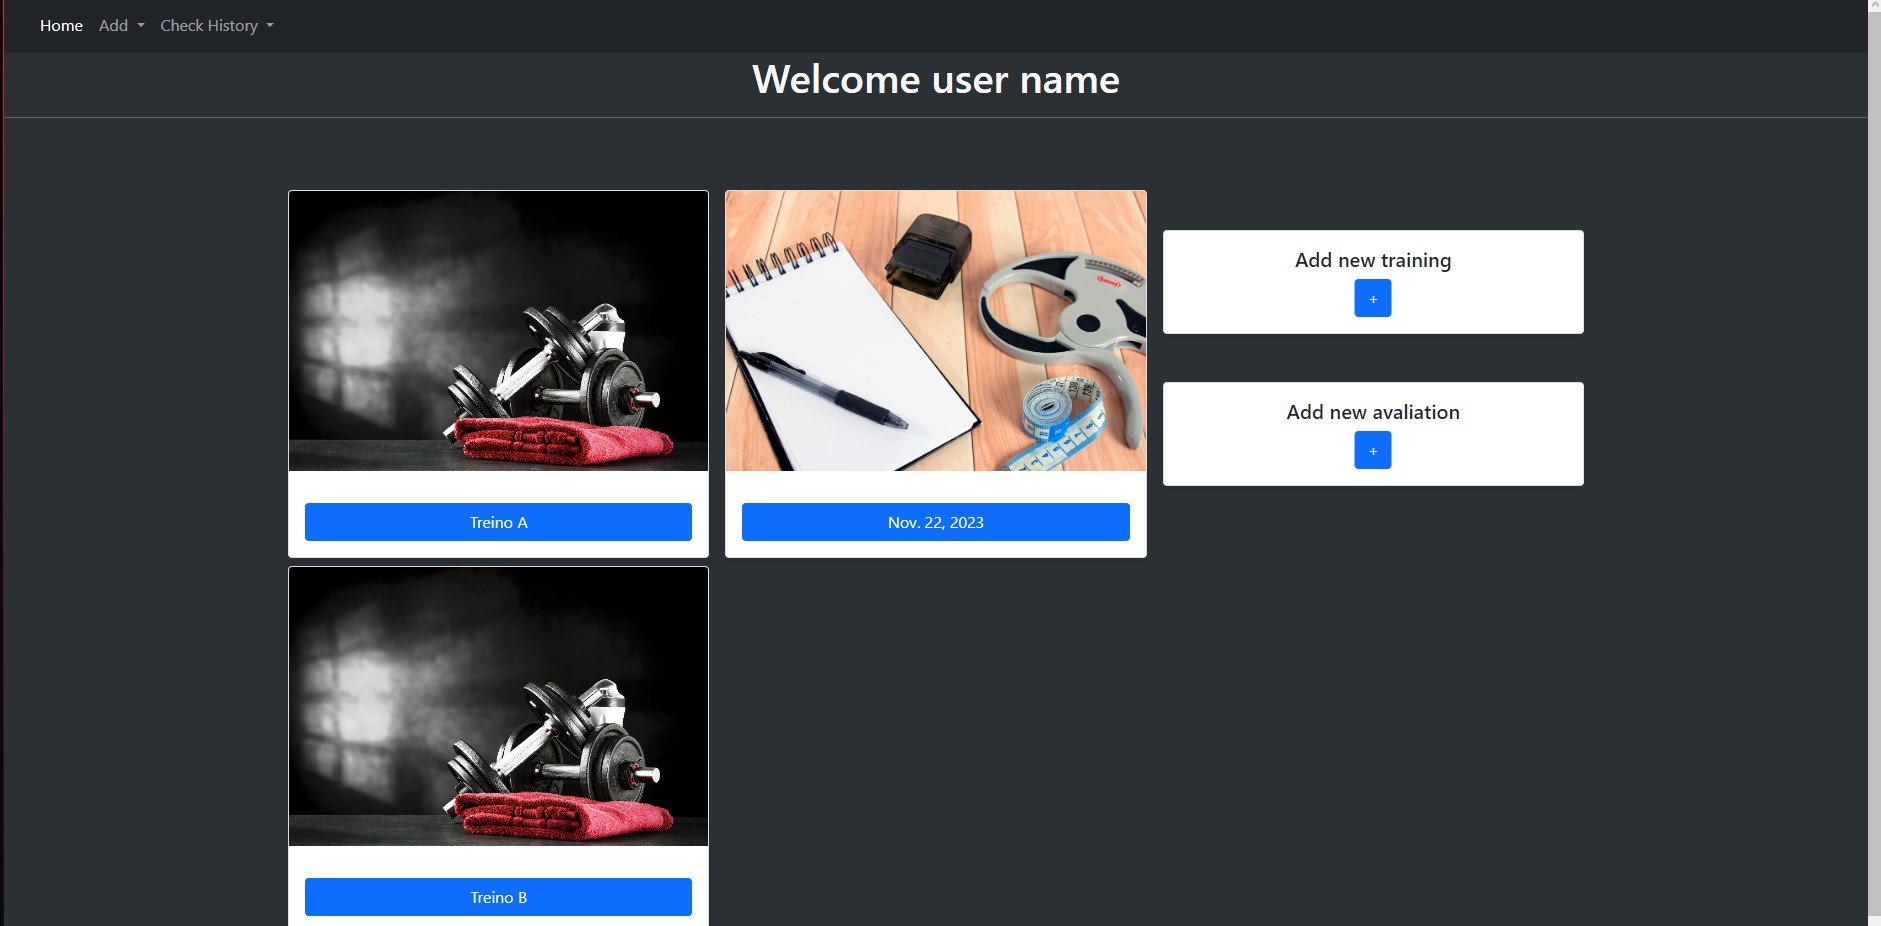 Home Add Check History
Welcome user name
Treino A
Nov. 22, 2023
Add new training
+
Add new avaliation
+
Treino B